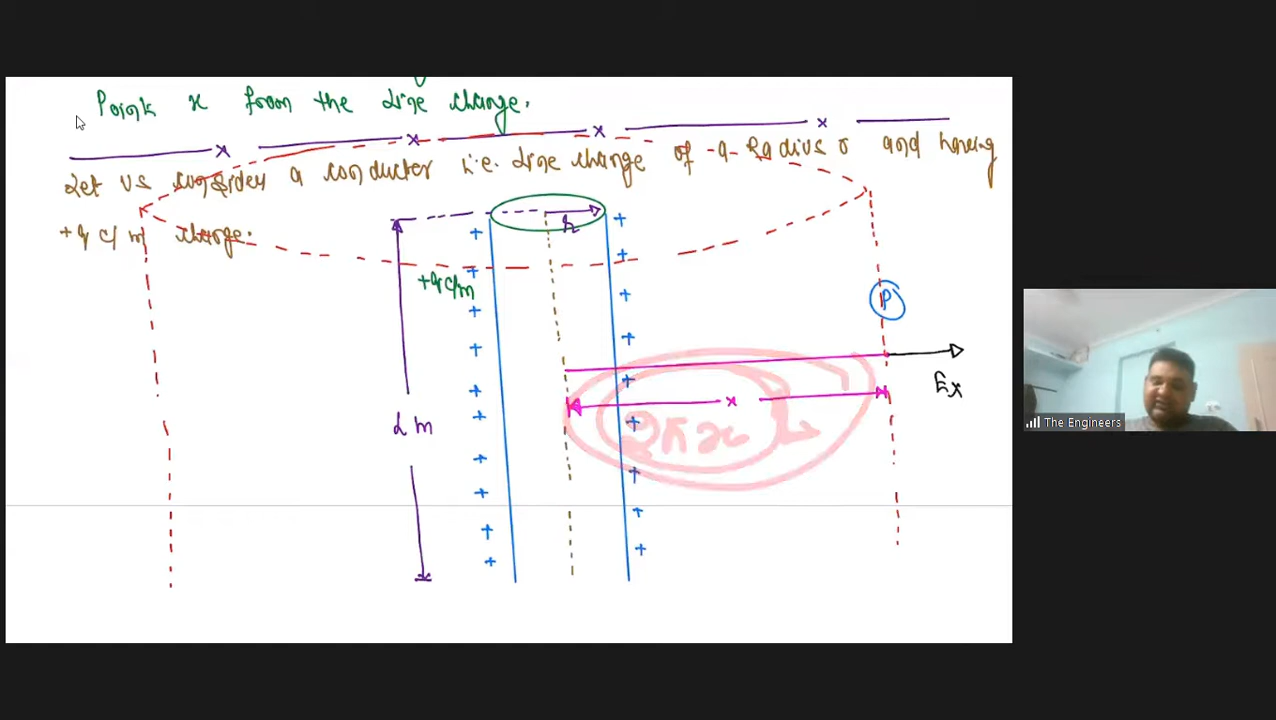 Point x from the Line charge.
Let us consider a conductor i.e. Line charge of a Radius r and having
+q c/m charge.
r
+q c/m
P
Ex
x
2πx
L m
The Engineers